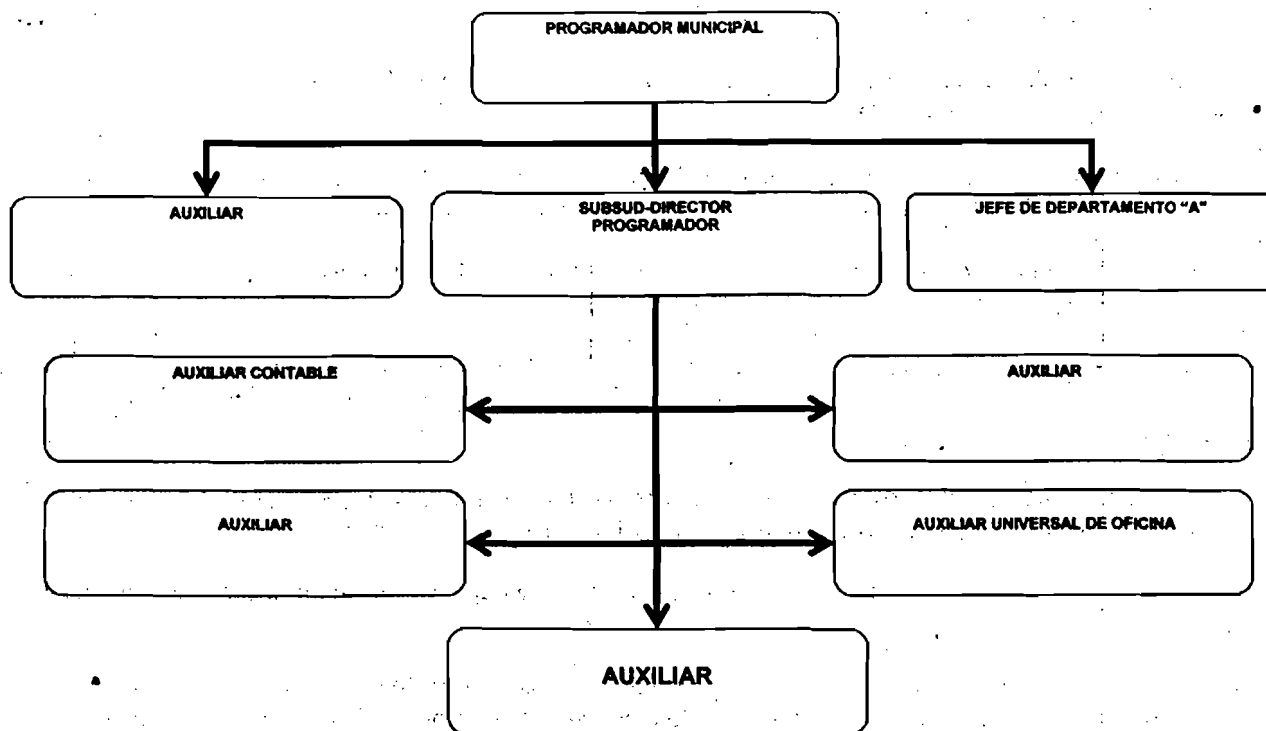 PROGRAMADOR MUNICIPAL
AUXILIAR
SUBSUD-DIRECTOR
PROGRAMADOR
JEFE DE DEPARTAMENTO "A"
AUXILIAR CONTABLE
AUXILIAR
AUXILIAR
AUXILIAR UNIVERSAL DE OFICINA
AUXILIAR